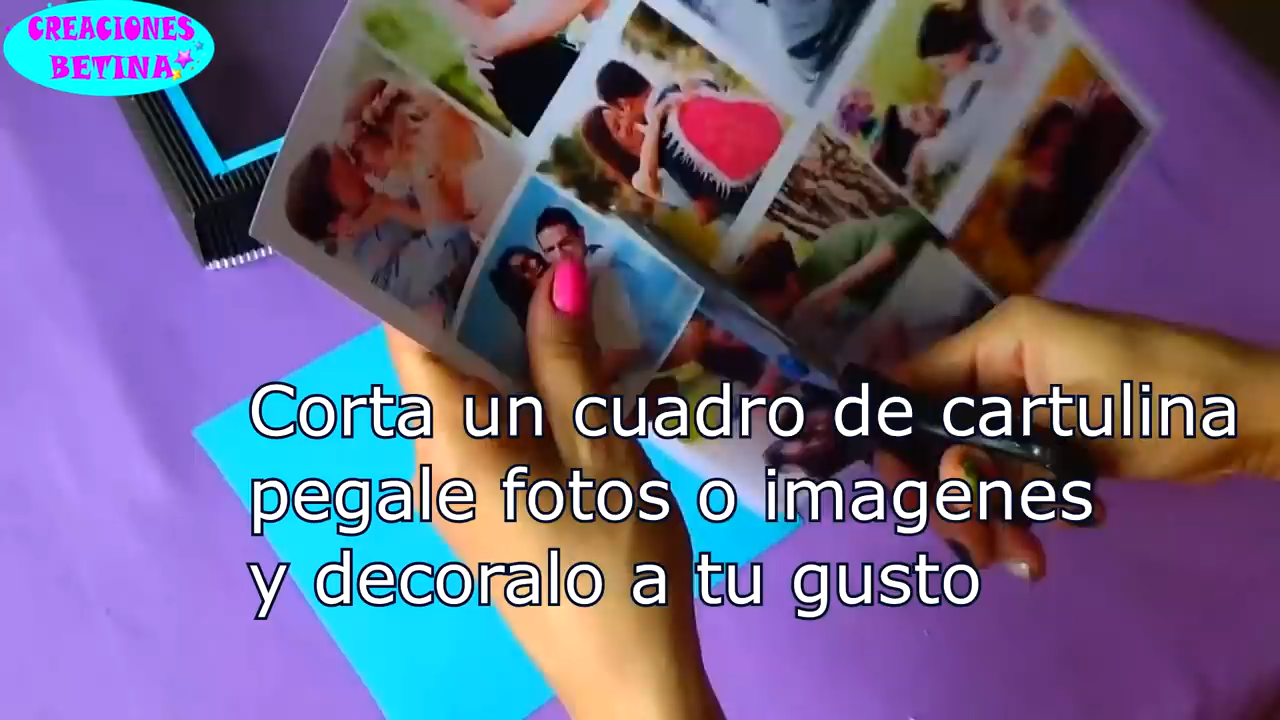 CREACIONES
BETINA
Corta un cuadro de cartulina
pegale fotos o imagenes
y decoralo a tu gusto